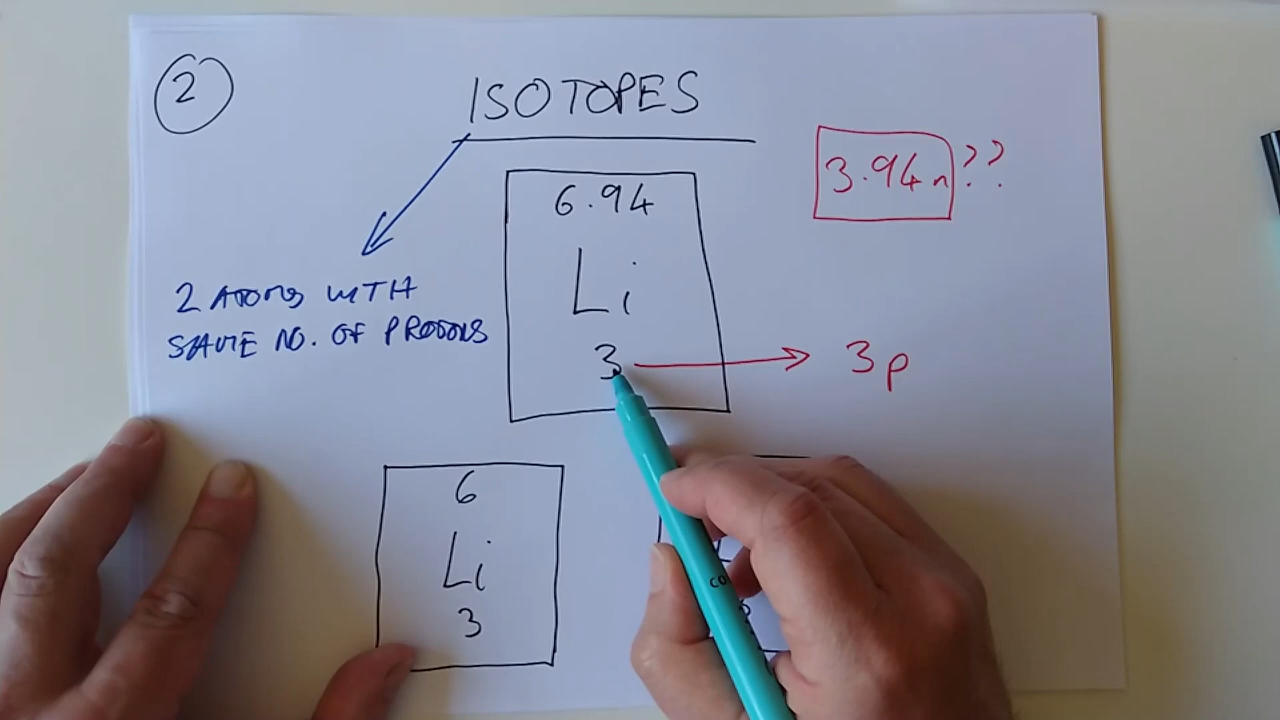 2
ISOTOPES
3.94n??
6.94
Li
3
3p
2 ATOMS WITH
SAME NO. OF PROTONS
6
Li
3